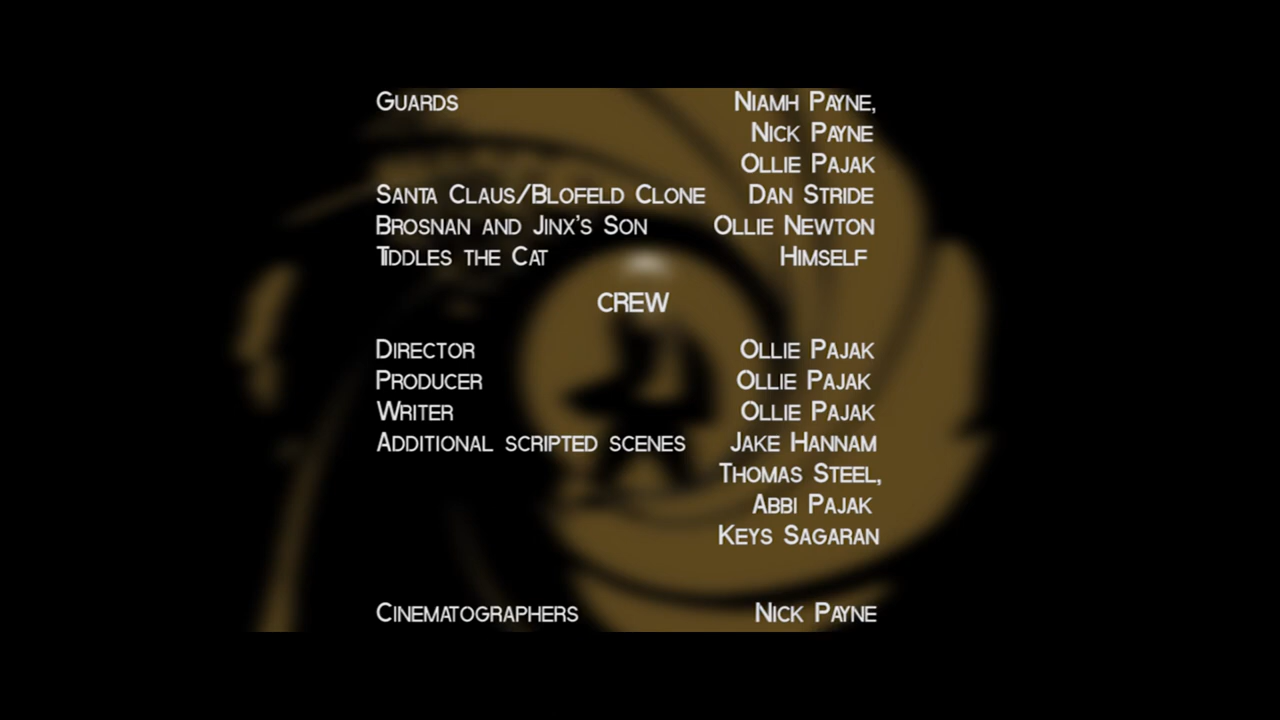 Guards Niamh Payne,
Nick Payne
Ollie Pajak
Santa Claus/Blofeld Clone Dan Stride
Brosnan and Jinx's Son Ollie Newton
Tiddles the Cat Himself
CREW
Director Ollie Pajak
Producer Ollie Pajak
Writer Ollie Pajak
Additional scripted scenes Jake Hannam
Thomas Steel,
Abbi Pajak
Keys Sagaran
Cinematographers Nick Payne